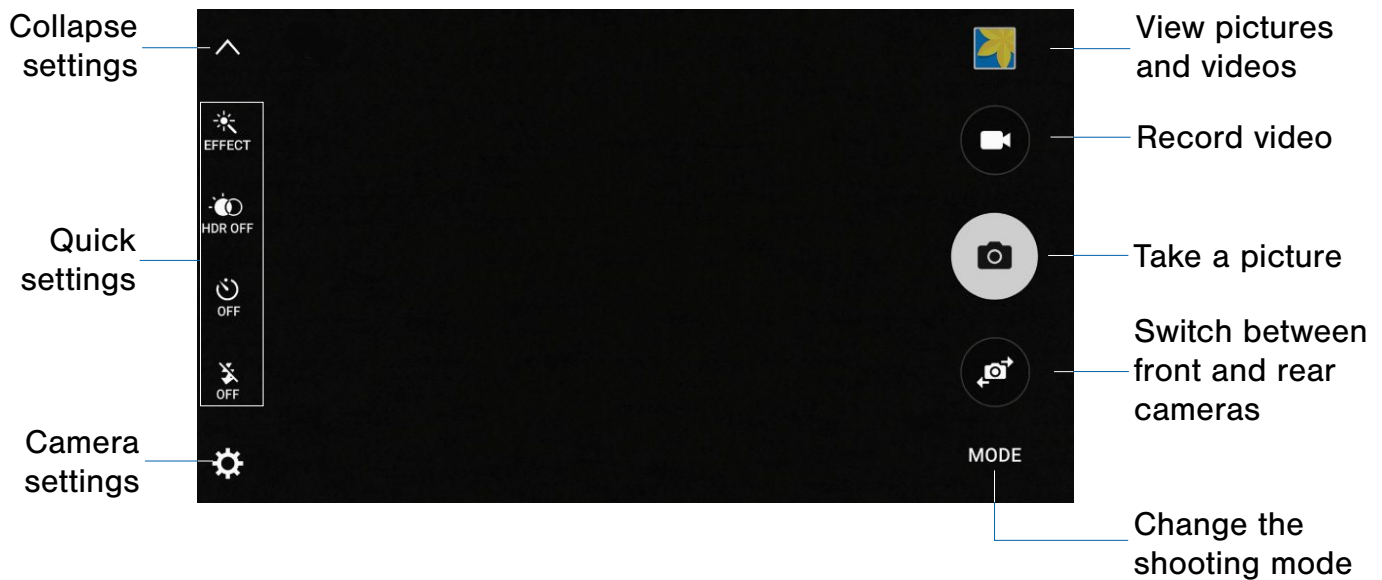 Collapse
settings
EFFECT
HDR OFF
Quick
settings
OFF
OFF
Camera
settings
View pictures
and videos
Record video
Take a picture
Switch between
front and rear
cameras
MODE
Change the
shooting mode